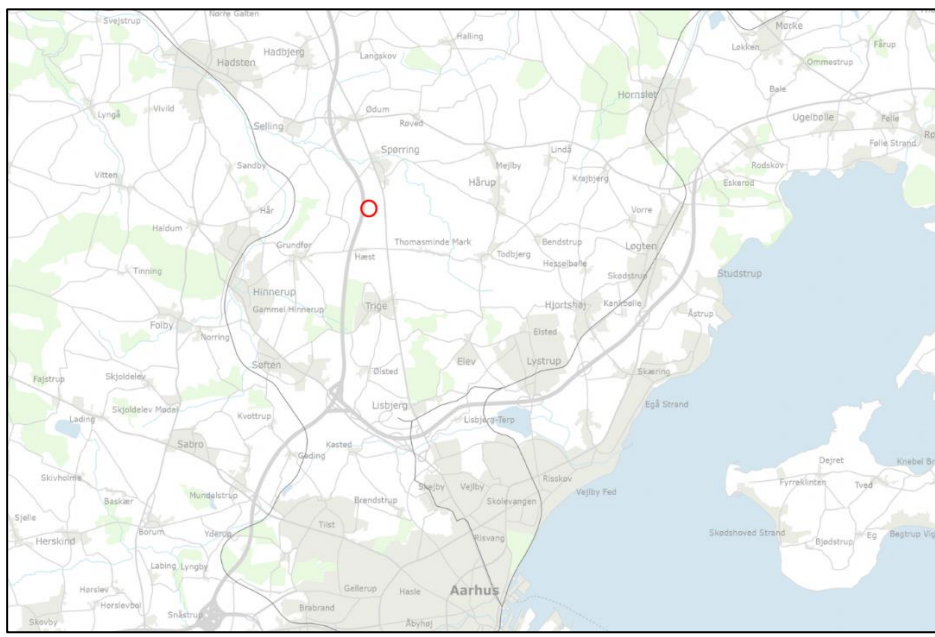 Svejstrup
Nørre Galten
Halling
Mørke
Hadbjerg
Langskov
Løkken
Fårup
Hadsten
Ommestrup
Lyngå
Vivild
Ødum
Hornslet
Bale
Selling
Røved
Ugelbølle
Følle
Spørring
Mejlby
Lindå
Følle Strand
Sandby
Rodskov
Vitten
Hårup
Krajbjerg
Eskerod
Hår
Vorre
Haldum
Grundfør
Thomasminde Mark
Bendstrup
Løgten
Hæst
Todbjerg
Hesselballe
Tinning
Skødstrup
Studstrup
Hinnerup
Gammel Hinnerup
Trige
Hjortshøj
Kankbølle
Åstrup
Folby
Norring
Elsted
Søften
Elev
Lystrup
Fajstrup
Skjoldelev
Ølsted
Skæring
Skjoldelev Mødel
Lisbjerg
Egå Strand
Lading
Kvottrup
Lisbjerg-Terp
Sabro
Kasted
Geding
Dejret
Knebel
Skivholme
Skejby
Vejlby
Risskov
Fyrreklinten
Tved
Baskær
Mundelstrup
Brendstrup
Skolevangen
Vejlby Fed
Sjelle
Tilst
Herskind
Borum
Yderup
Risvang
Skødshoved Strand
Bjødstrup
Eg
Begtrup Vig
Labing
Lyngby
Hørslev
Gellerup
Hasle
Aarhus
Hørslevbol
Snåstrup
Brabrand
Åbyhøj
Skovby